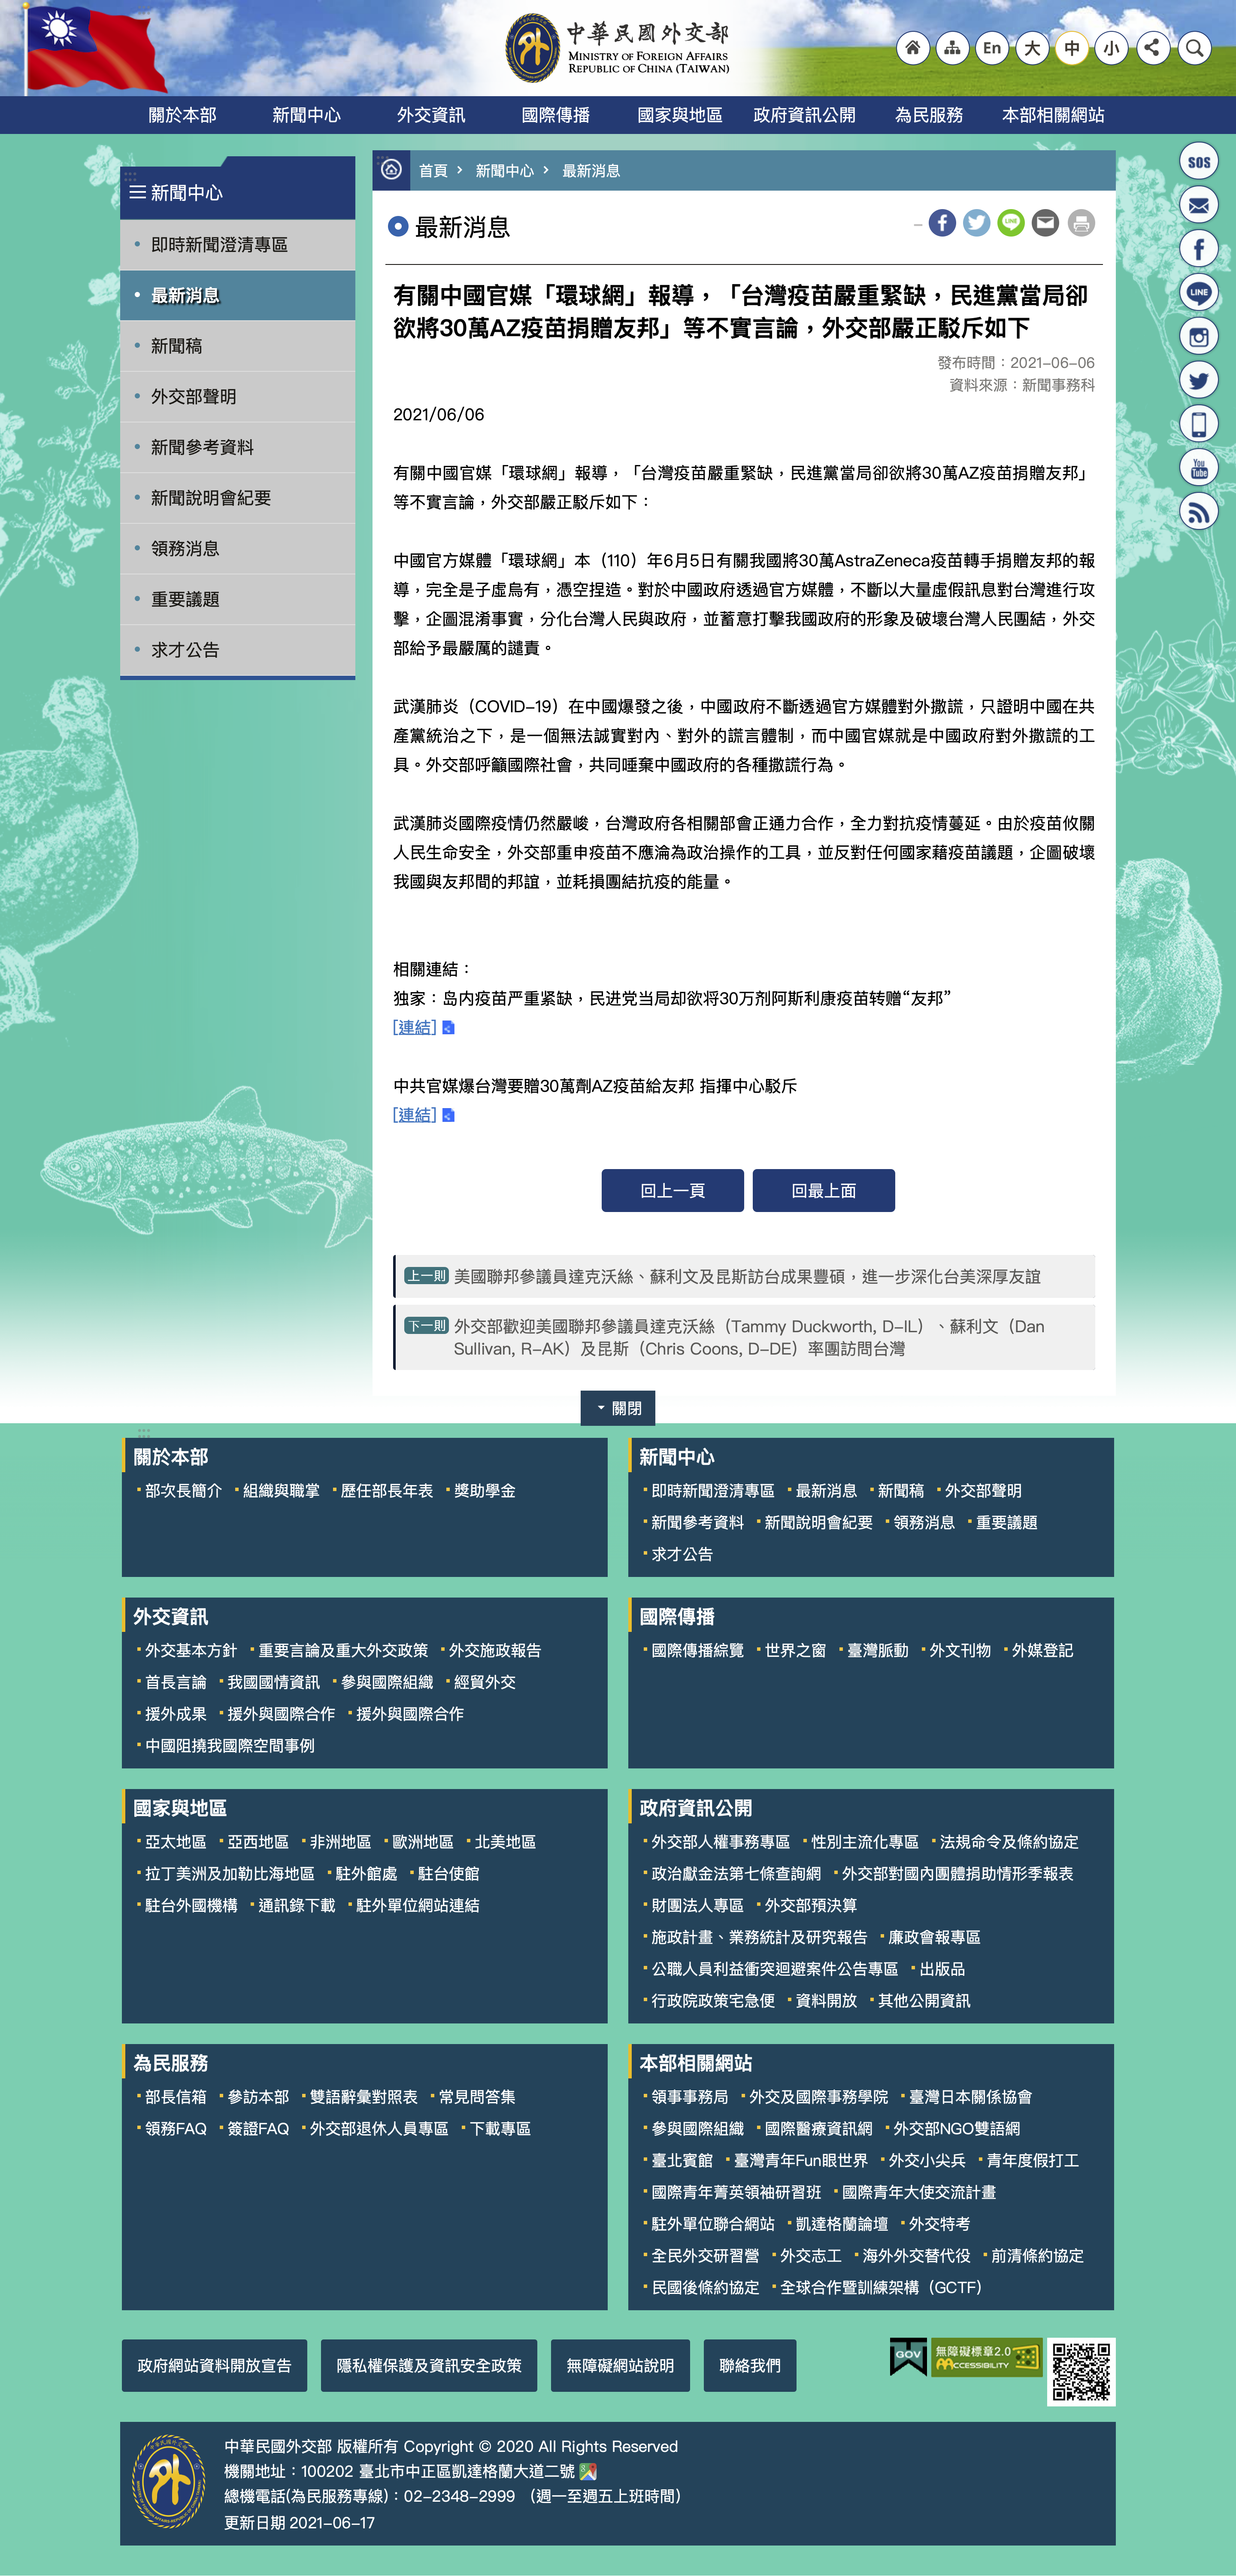 中華民國外交部
MINISTRY OF FOREIGN AFFAIRS
REPUBLIC OF CHINA (TAIWAN)
En
大
中
小
關於本部
新聞中心
外交資訊
國際傳播
國家與地區
政府資訊公開
為民服務
本部相關網站
SOS
LINE
You
Tube
新聞中心
即時新聞澄清專區
最新消息
新聞稿
外交部聲明
新聞參考資料
新聞說明會紀要
領務消息
重要議題
求才公告
首頁 > 新聞中心 > 最新消息
最新消息
LINE
有關中國官媒「環球網」報導，「台灣疫苗嚴重緊缺，民進黨當局卻
欲將30萬AZ疫苗捐贈友邦」等不實言論，外交部嚴正駁斥如下
發布時間：2021-06-06
資料來源：新聞事務科
2021/06/06
有關中國官媒「環球網」報導，「台灣疫苗嚴重緊缺，民進黨當局卻欲將30萬AZ疫苗捐贈友邦」
等不實言論，外交部嚴正駁斥如下：
中國官方媒體「環球網」本（110）年6月5日有關我國將30萬AstraZeneca疫苗轉手捐贈友邦的報
導，完全是子虛烏有，憑空捏造。對於中國政府透過官方媒體，不斷以大量虛假訊息對台灣進行攻
擊，企圖混淆事實，分化台灣人民與政府，並蓄意打擊我國政府的形象及破壞台灣人民團結，外交
部給予最嚴厲的譴責。
武漢肺炎（COVID-19）在中國爆發之後，中國政府不斷透過官方媒體對外撒謊，只證明中國在共
產黨統治之下，是一個無法誠實對內、對外的謊言體制，而中國官媒就是中國政府對外撒謊的工
具。外交部呼籲國際社會，共同唾棄中國政府的各種撒謊行為。
武漢肺炎國際疫情仍然嚴峻，台灣政府各相關部會正通力合作，全力對抗疫情蔓延。由於疫苗攸關
人民生命安全，外交部重申疫苗不應淪為政治操作的工具，並反對任何國家藉疫苗議題，企圖破壞
我國與友邦間的邦誼，並耗損團結抗疫的能量。
相關連結：
独家：岛内疫苗严重紧缺，民进党当局却欲将30万剂阿斯利康疫苗转赠“友邦”
[連結]
中共官媒爆台灣要贈30萬劑AZ疫苗給友邦 指揮中心駁斥
[連結]
回上一頁
回最上面
上一則 美國聯邦參議員達克沃絲、蘇利文及昆斯訪台成果豐碩，進一步深化台美深厚友誼
下一則 外交部歡迎美國聯邦參議員達克沃絲（Tammy Duckworth, D-IL）、蘇利文（Dan
Sullivan, R-AK）及昆斯（Chris Coons, D-DE）率團訪問台灣
關閉
關於本部
部次長簡介 組織與職掌 歷任部長年表 獎助學金
新聞中心
即時新聞澄清專區 最新消息 新聞稿 外交部聲明
新聞參考資料 新聞說明會紀要 領務消息 重要議題
求才公告
外交資訊
外交基本方針 重要言論及重大外交政策 外交施政報告
首長言論 我國國情資訊 參與國際組織 經貿外交
援外成果 援外與國際合作 援外與國際合作
中國阻撓我國際空間事例
國際傳播
國際傳播綜覽 世界之窗 臺灣脈動 外文刊物 外媒登記
國家與地區
亞太地區 亞西地區 非洲地區 歐洲地區 北美地區
拉丁美洲及加勒比海地區 駐外館處 駐台使館
駐台外國機構 通訊錄下載 駐外單位網站連結
政府資訊公開
外交部人權事務專區 性別主流化專區 法規命令及條約協定
政治獻金法第七條查詢網 外交部對國內團體捐助情形季報表
財團法人專區 外交部預決算
施政計畫、業務統計及研究報告 廉政會報專區
公職人員利益衝突迴避案件公告專區 出版品
行政院政策宅急便 資料開放 其他公開資訊
為民服務
部長信箱 參訪本部 雙語辭彙對照表 常見問答集
領務FAQ 簽證FAQ 外交部退休人員專區 下載專區
本部相關網站
領事事務局 外交及國際事務學院 臺灣日本關係協會
參與國際組織 國際醫療資訊網 外交部NGO雙語網
臺北賓館 臺灣青年Fun眼世界 外交小尖兵 青年度假打工
國際青年菁英領袖研習班 國際青年大使交流計畫
駐外單位聯合網站 凱達格蘭論壇 外交特考
全民外交研習營 外交志工 海外外交替代役 前清條約協定
民國後條約協定 全球合作暨訓練架構（GCTF）
政府網站資料開放宣告
隱私權保護及資訊安全政策
無障礙網站說明
聯絡我們
GOV
無障礙標章2.0
ACCESSIBILITY
中華民國外交部 版權所有 Copyright © 2020 All Rights Reserved
機關地址：100202 臺北市中正區凱達格蘭大道二號
總機電話(為民服務專線)：02-2348-2999 （週一至週五上班時間）
更新日期 2021-06-17